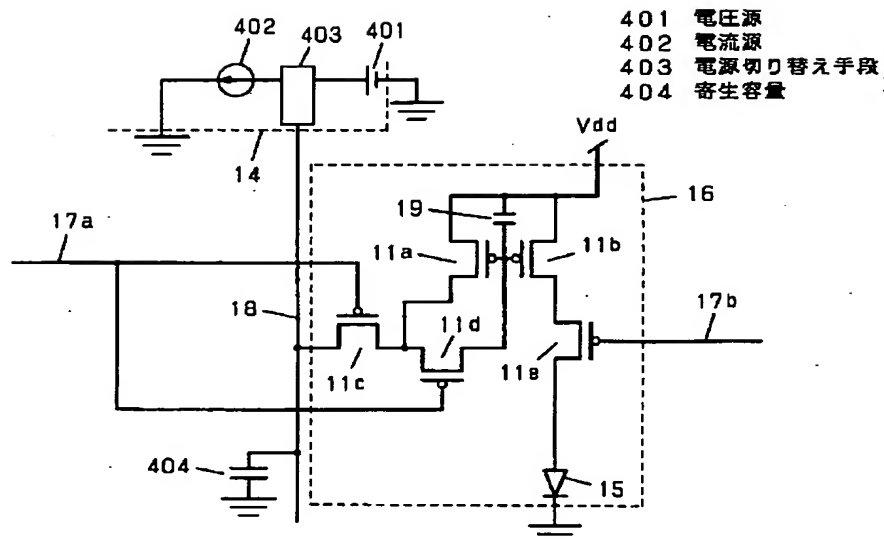 402
403
401
401 電圧源
402 電流源
403 電源切り替え手段
404 寄生容量
14
Vdd
16
17a
19
11a
11b
18
11d
17b
11c
11e
404
15